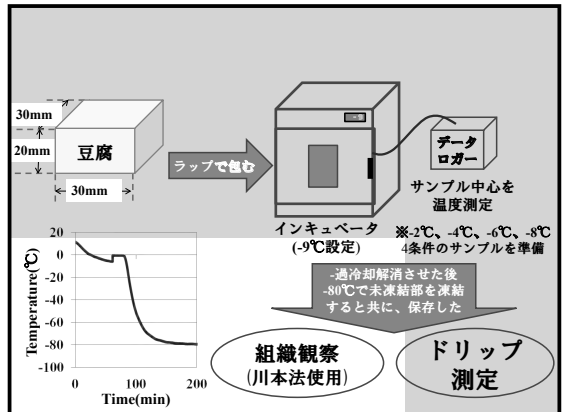 30mm
20mm
豆腐
30mm
ラップで包む
-9
インキュベータ
(-9℃設定)
データ
ロガー
サンプル中心を
温度測定
※-2℃、-4℃、-6℃、-8℃
4条件のサンプルを準備
Temperature(℃)
20
0
-20
-40
-60
-80
-100
0
100
200
Time(min)
-過冷却解消させた後
-80℃で未凍結部を凍結
すると共に、保存した
組織観察
(川本法使用)
ドリップ
測定